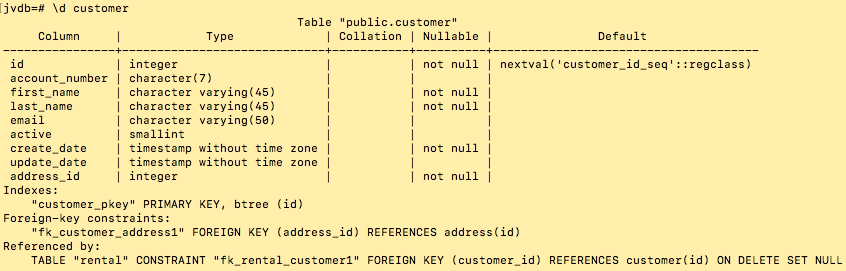 jvdb=# \d customer
                                         Table "public.customer"
     Column     |            Type             | Collation | Nullable |               Default
----------------+-----------------------------+-----------+----------+--------------------------------------
 id             | integer                     |           | not null | nextval('customer_id_seq'::regclass)
 account_number | character(7)                |           |          |
 first_name     | character varying(45)       |           | not null |
 last_name      | character varying(45)       |           | not null |
 email          | character varying(50)       |           |          |
 active         | smallint                    |           |          |
 create_date    | timestamp without time zone |           | not null |
 update_date    | timestamp without time zone |           |          |
 address_id     | integer                     |           | not null |
Indexes:
    "customer_pkey" PRIMARY KEY, btree (id)
Foreign-key constraints:
    "fk_customer_address1" FOREIGN KEY (address_id) REFERENCES address(id)
Referenced by:
    TABLE "rental" CONSTRAINT "fk_rental_customer1" FOREIGN KEY (customer_id) REFERENCES customer(id) ON DELETE SET NULL